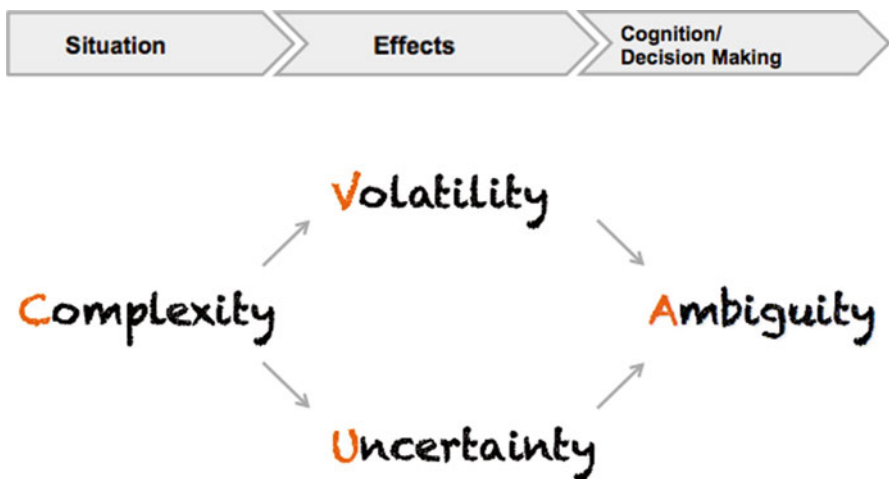 Situation
Effects
Cognition/
Decision Making
Volatility
Complexity
Ambiguity
Uncertainty